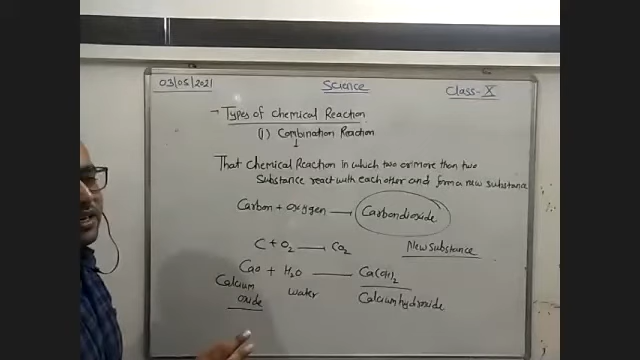 03/05/2021 Science Class-X
- Types of Chemical Reaction
(i) Combination Reaction
↓
That Chemical Reaction in which two or more than two
Substance react with each other and form a new substance
Carbon + Oxygen → Carbondioxide
C + O₂ → CO₂ New substance
CaO + H₂O → Ca(OH)₂
Calcium oxide water Calcium hydroxide